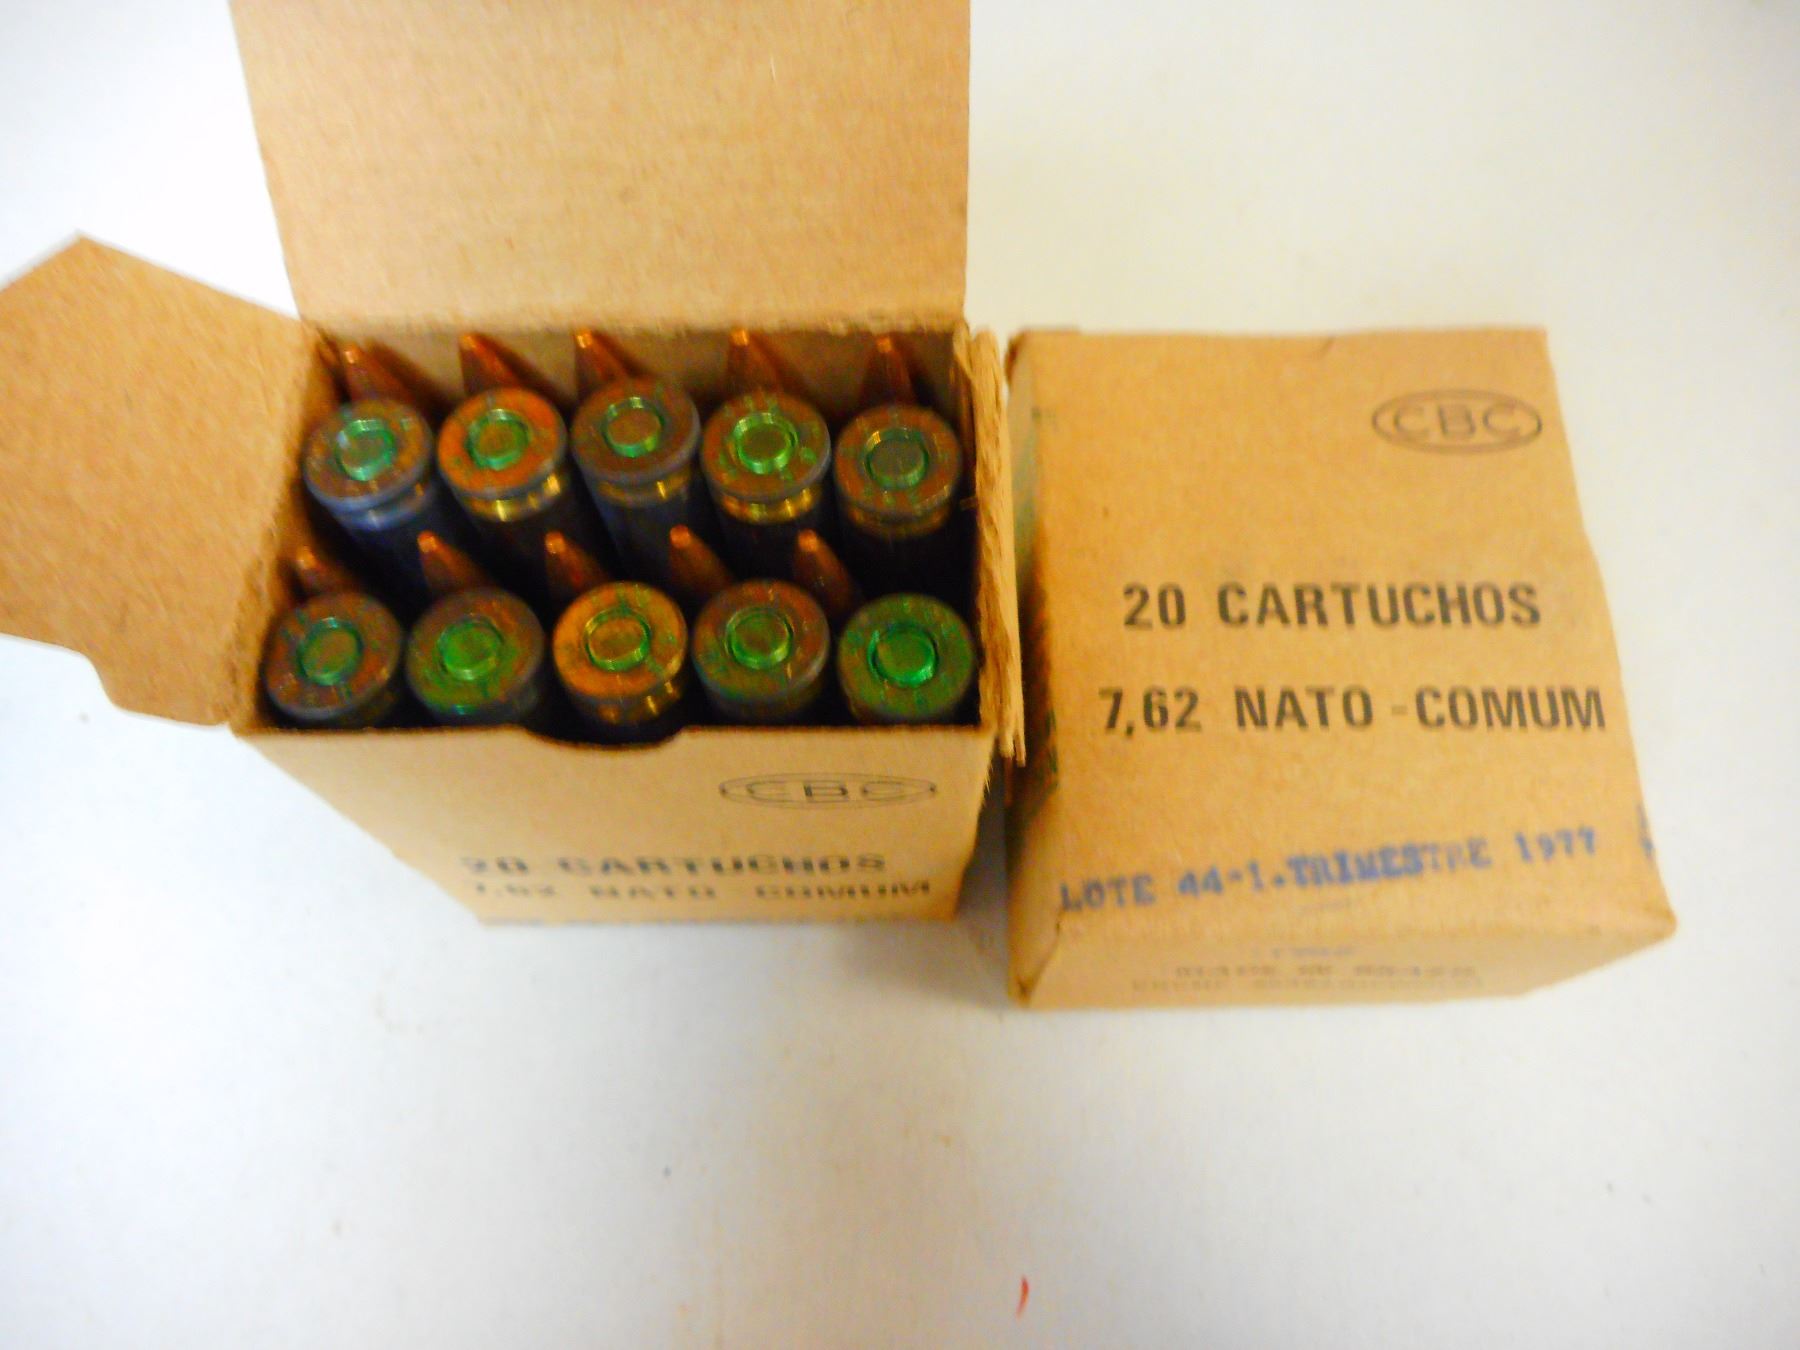 CBC
20 CARTUCHOS
7,62 NATO COMUM
CBC
20 CARTUCHOS
7,62 NATO - COMUM
LOTE 44-1.TRIMESTRE 1977